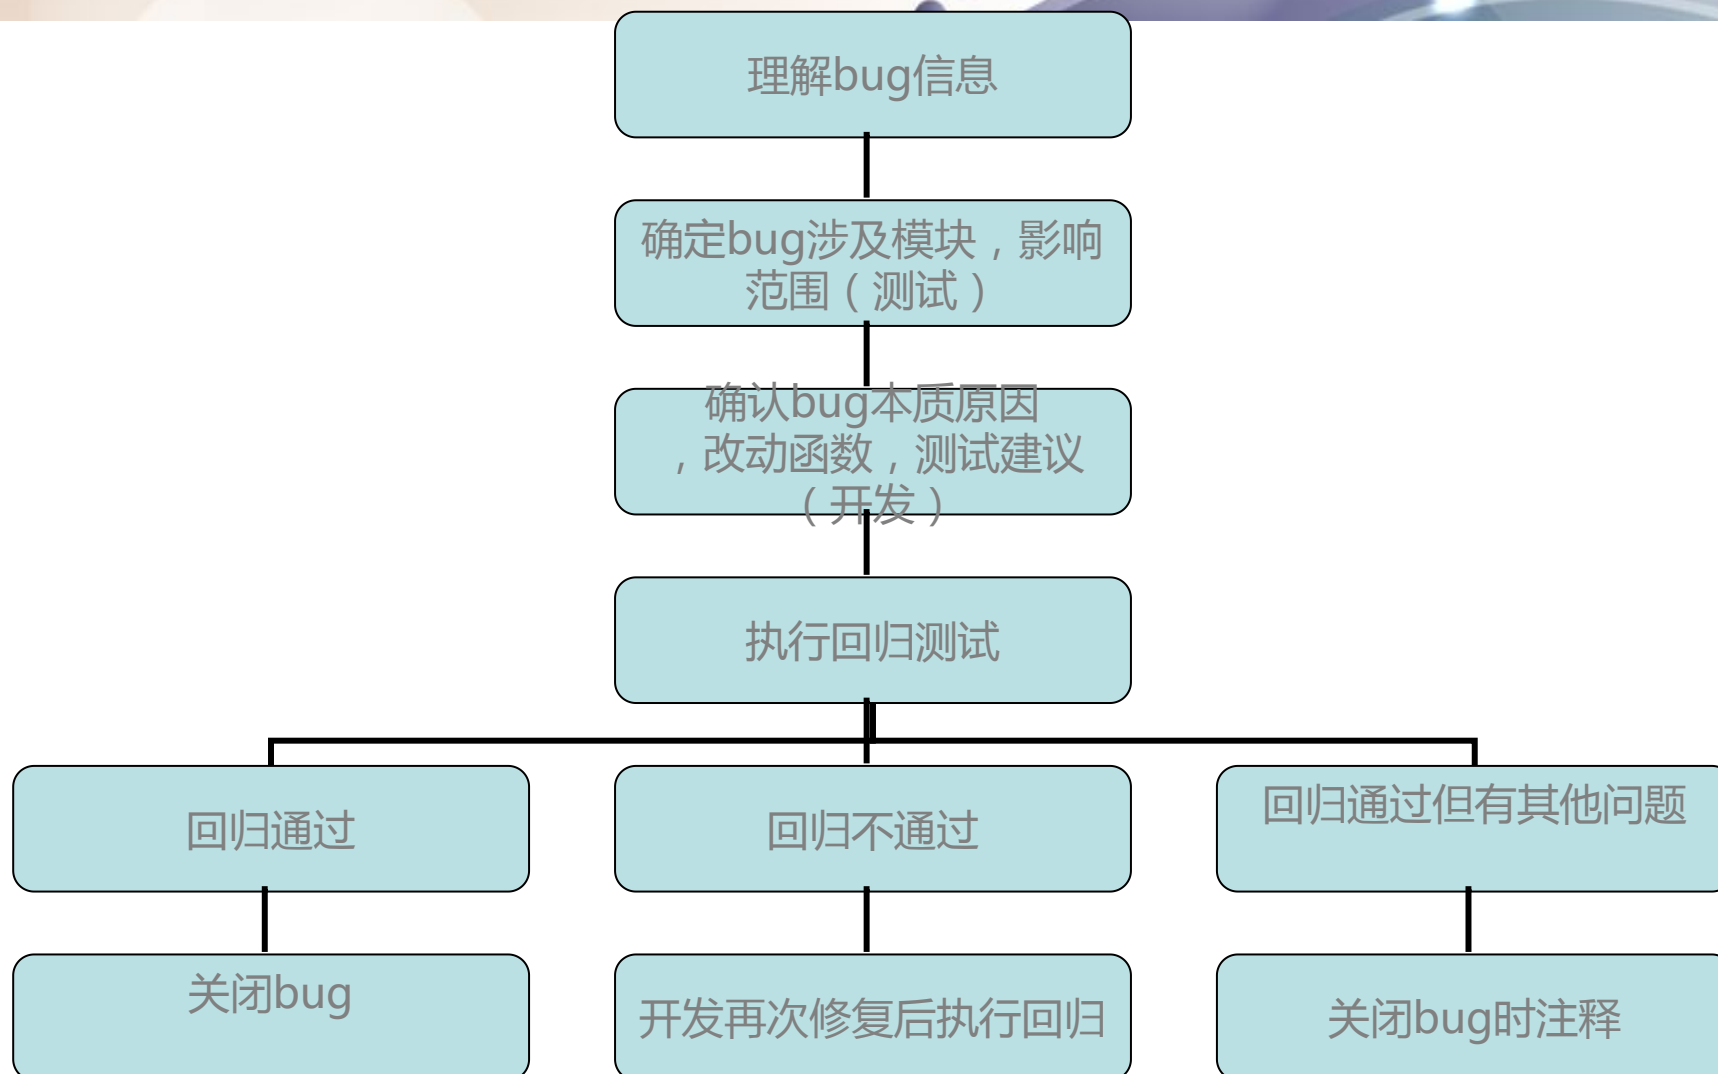 理解bug信息
确定bug涉及模块，影响
范围（测试）
确认bug本质原因
，改动函数，测试建议
（开发）
执行回归测试
回归通过
回归不通过
回归通过但有其他问题
关闭bug
开发再次修复后执行回归
关闭bug时注释